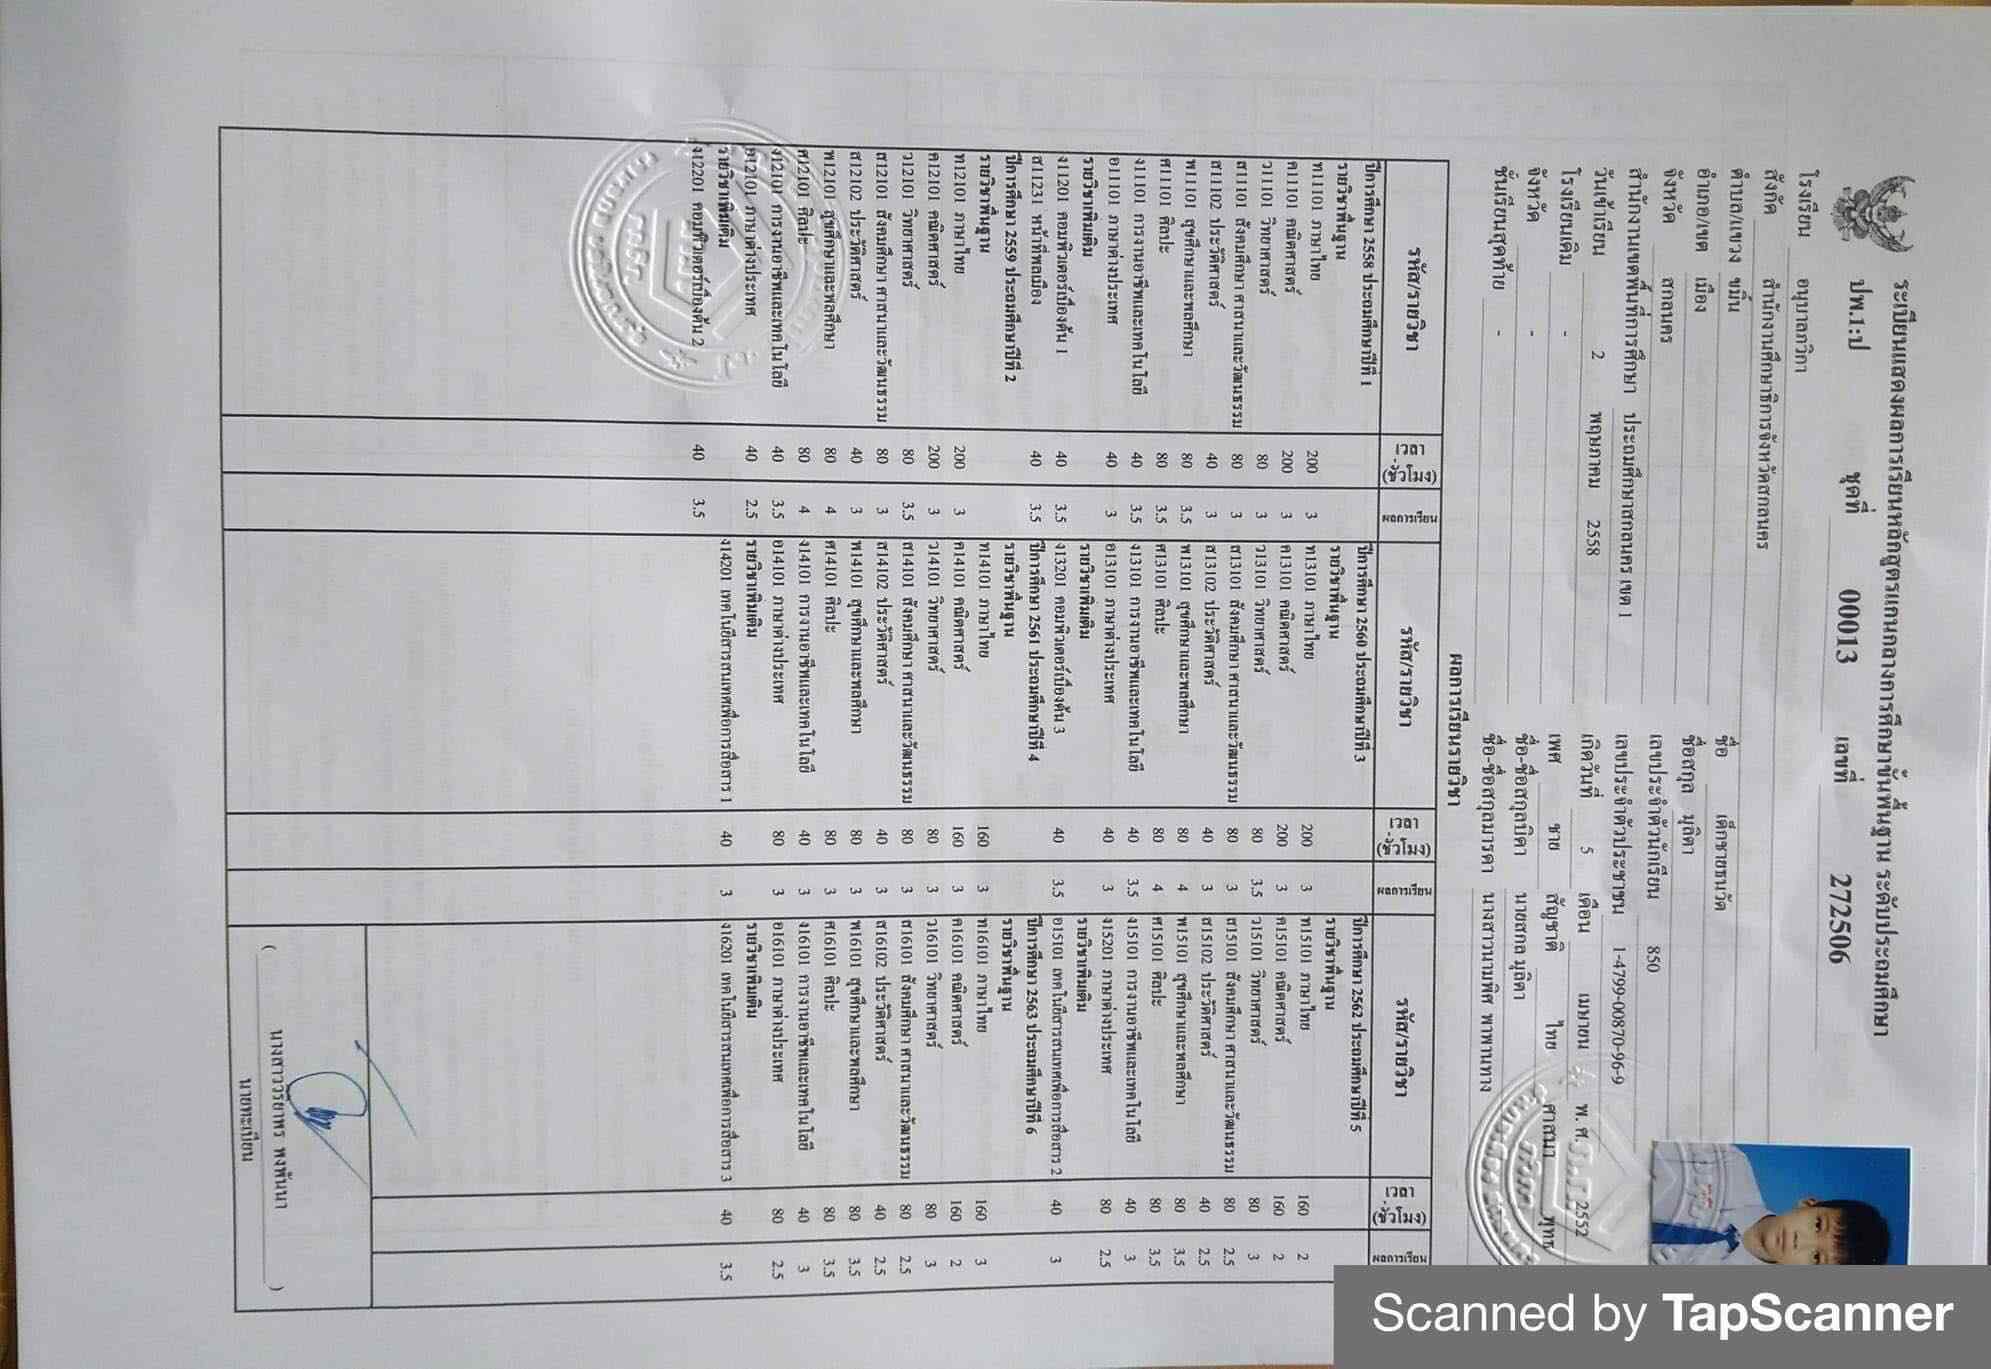 ระเบียนแสดงผลการเรียนหลักสูตรแกนกลางการศึกษาขั้นพื้นฐาน ระดับประถมศึกษา
ปพ.1:ป ชุดที่ 00013 เลขที่ 272506
โรงเรียน อนุบาลกวิกา
สังกัด สำนักงานศึกษาธิการจังหวัดสกลนคร
ตำบล/แขวง ขมิ้น
อำเภอ/เขต เมือง
จังหวัด สกลนคร
สำนักงานเขตพื้นที่การศึกษา ประถมศึกษาสกลนคร เขต 1
วันเข้าเรียน 2 พฤษภาคม 2558
โรงเรียนเดิม -
จังหวัด -
ชั้นเรียนสุดท้าย -
ชื่อ เด็กชายธนวัต
ชื่อสกุล มุลิตา
เลขประจำตัวนักเรียน 850
เลขประจำตัวประชาชน 1-4799-00870-96-9
เกิดวันที่ 5 เดือน เมษายน พ.ศ. 2552
เพศ ชาย สัญชาติ ไทย ศาสนา พุทธ
ชื่อ-ชื่อสกุลบิดา นายสกล มุลิตา
ชื่อ-ชื่อสกุลมารดา นางสาวนามพิศ พาพานทาง
ผลการเรียนรายวิชา
รหัส/รายวิชา เวลา (ชั่วโมง) ผลการเรียน
ปีการศึกษา 2558 ประถมศึกษาปีที่ 1
รายวิชาพื้นฐาน
ท11101 ภาษาไทย 200 3
ค11101 คณิตศาสตร์ 200 3
ว11101 วิทยาศาสตร์ 80 3
ส11101 สังคมศึกษา ศาสนาและวัฒนธรรม 80 3
ส11102 ประวัติศาสตร์ 40 3
พ11101 สุขศึกษาและพลศึกษา 80 3.5
ศ11101 ศิลปะ 80 3.5
ง11101 การงานอาชีพและเทคโนโลยี 40 3.5
อ11101 ภาษาต่างประเทศ 40 3
รายวิชาเพิ่มเติม
ง11201 คอมพิวเตอร์เบื้องต้น 1 40 3.5
ส11231 หน้าที่พลเมือง 40 3.5
ปีการศึกษา 2559 ประถมศึกษาปีที่ 2
รายวิชาพื้นฐาน
ท12101 ภาษาไทย 200 3
ค12101 คณิตศาสตร์ 200 3
ว12101 วิทยาศาสตร์ 80 3.5
ส12101 สังคมศึกษา ศาสนาและวัฒนธรรม 80 3
ส12102 ประวัติศาสตร์ 40 3
พ12101 สุขศึกษาและพลศึกษา 80 4
ศ12101 ศิลปะ 80 4
ง12101 การงานอาชีพและเทคโนโลยี 40 3.5
อ12101 ภาษาต่างประเทศ 40 2.5
รายวิชาเพิ่มเติม
ง12201 คอมพิวเตอร์เบื้องต้น 2 40 3.5
รหัส/รายวิชา เวลา (ชั่วโมง) ผลการเรียน
ปีการศึกษา 2560 ประถมศึกษาปีที่ 3
รายวิชาพื้นฐาน
ท13101 ภาษาไทย 200 3
ค13101 คณิตศาสตร์ 200 3
ว13101 วิทยาศาสตร์ 80 3.5
ส13101 สังคมศึกษา ศาสนาและวัฒนธรรม 80 3
ส13102 ประวัติศาสตร์ 40 3
พ13101 สุขศึกษาและพลศึกษา 80 4
ศ13101 ศิลปะ 80 4
ง13101 การงานอาชีพและเทคโนโลยี 40 3.5
อ13101 ภาษาต่างประเทศ 40 3
รายวิชาเพิ่มเติม
ง13201 คอมพิวเตอร์เบื้องต้น 3 40 3.5
ปีการศึกษา 2561 ประถมศึกษาปีที่ 4
รายวิชาพื้นฐาน
ท14101 ภาษาไทย 160 3
ค14101 คณิตศาสตร์ 160 3
ว14101 วิทยาศาสตร์ 80 3
ส14101 สังคมศึกษา ศาสนาและวัฒนธรรม 80 3
ส14102 ประวัติศาสตร์ 40 3
พ14101 สุขศึกษาและพลศึกษา 80 3
ศ14101 ศิลปะ 80 3
ง14101 การงานอาชีพและเทคโนโลยี 40 3
อ14101 ภาษาต่างประเทศ 80 3
รายวิชาเพิ่มเติม
ง14201 เทคโนโลยีสารสนเทศเพื่อการสื่อสาร 1 40 3
รหัส/รายวิชา เวลา (ชั่วโมง) ผลการเรียน
ปีการศึกษา 2562 ประถมศึกษาปีที่ 5
รายวิชาพื้นฐาน
ท15101 ภาษาไทย 160 2
ค15101 คณิตศาสตร์ 160 2
ว15101 วิทยาศาสตร์ 80 3
ส15101 สังคมศึกษา ศาสนาและวัฒนธรรม 80 2.5
ส15102 ประวัติศาสตร์ 40 2.5
พ15101 สุขศึกษาและพลศึกษา 80 3.5
ศ15101 ศิลปะ 80 3.5
ง15101 การงานอาชีพและเทคโนโลยี 40 3
ง15201 ภาษาต่างประเทศ 80 2.5
รายวิชาเพิ่มเติม
อ15101 เทคโนโลยีสารสนเทศเพื่อการสื่อสาร 2 40 3
ปีการศึกษา 2563 ประถมศึกษาปีที่ 6
รายวิชาพื้นฐาน
ท16101 ภาษาไทย 160 3
ค16101 คณิตศาสตร์ 160 2
ว16101 วิทยาศาสตร์ 80 3
ส16101 สังคมศึกษา ศาสนาและวัฒนธรรม 80 2.5
ส16102 ประวัติศาสตร์ 40 2.5
พ16101 สุขศึกษาและพลศึกษา 80 3.5
ศ16101 ศิลปะ 80 3.5
ง16101 การงานอาชีพและเทคโนโลยี 40 3
อ16101 ภาษาต่างประเทศ 80 2.5
รายวิชาเพิ่มเติม
ง16201 เทคโนโลยีสารสนเทศเพื่อการสื่อสาร 3 40 3.5
( นางสาววริยาพร พงพันนา )
นายทะเบียน
Scanned by TapScanner